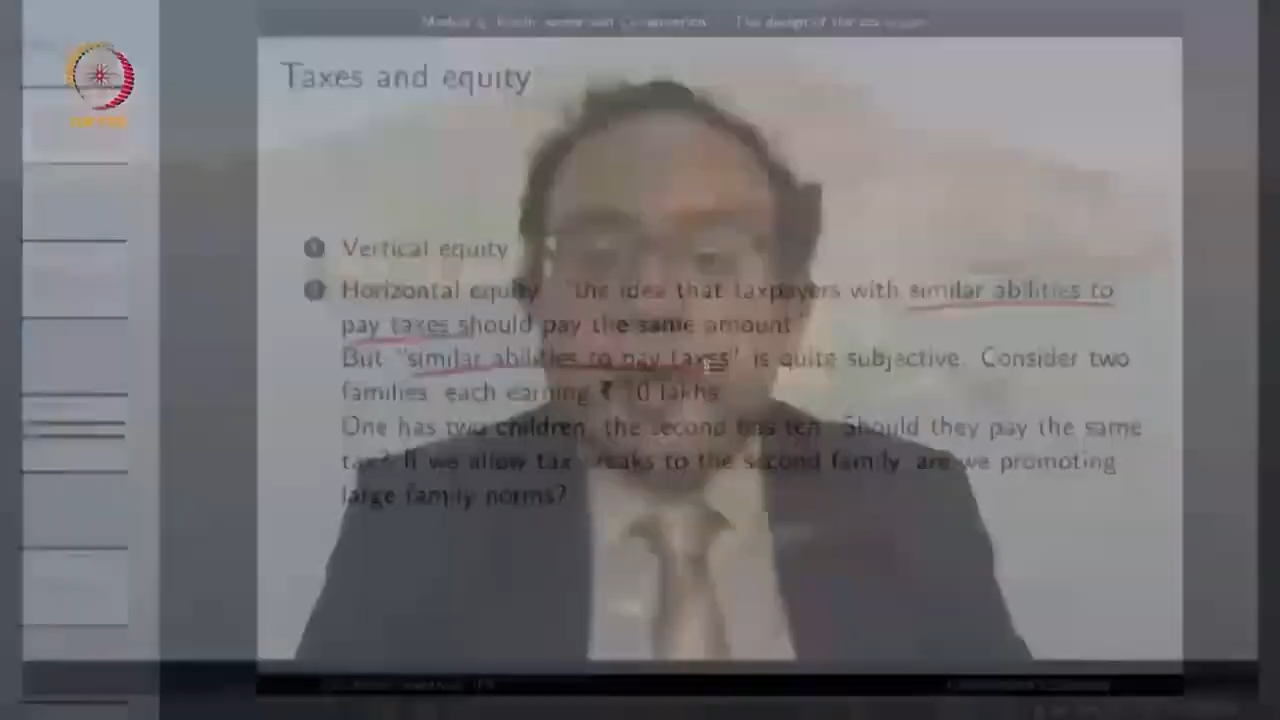 Taxes and equity
Vertical equity
Horizontal equity "the idea that taxpayers with similar abilities to
pay taxes should pay the same amount"
But "similar abilities to pay taxes" is quite subjective. Consider two
families, each earning ₹ 10 lakhs
One has two children, the second has ten. Should they pay the same
tax? If we allow tax breaks to the second family, are we promoting
large family norms?